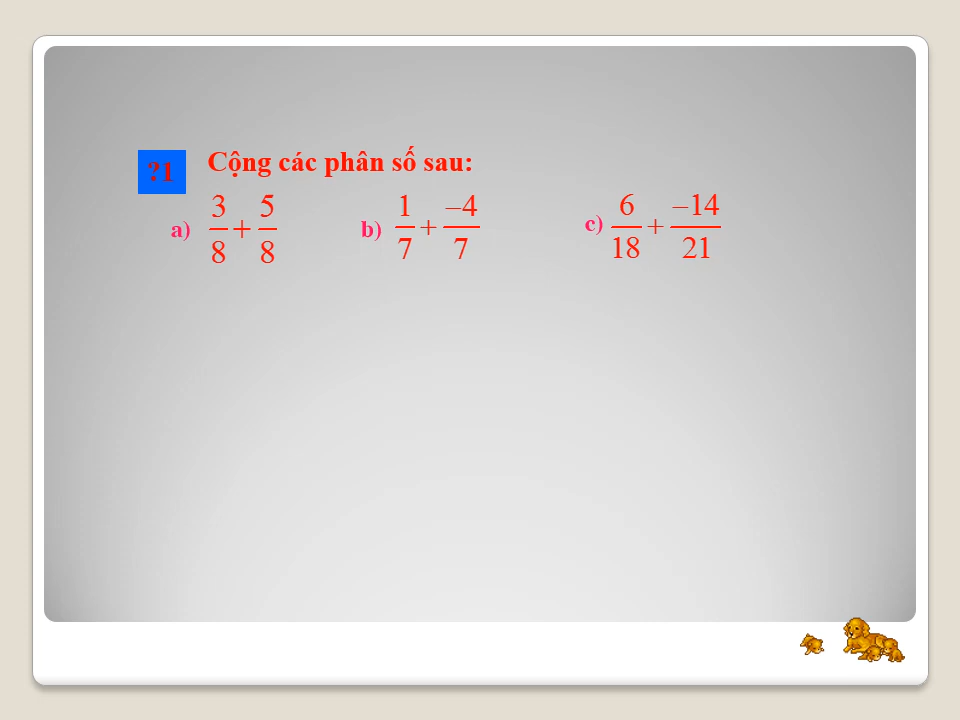 ?1 Cộng các phân số sau:
a) 3/8 + 5/8 b) 1/7 + –4/7 c) 6/18 + –14/21